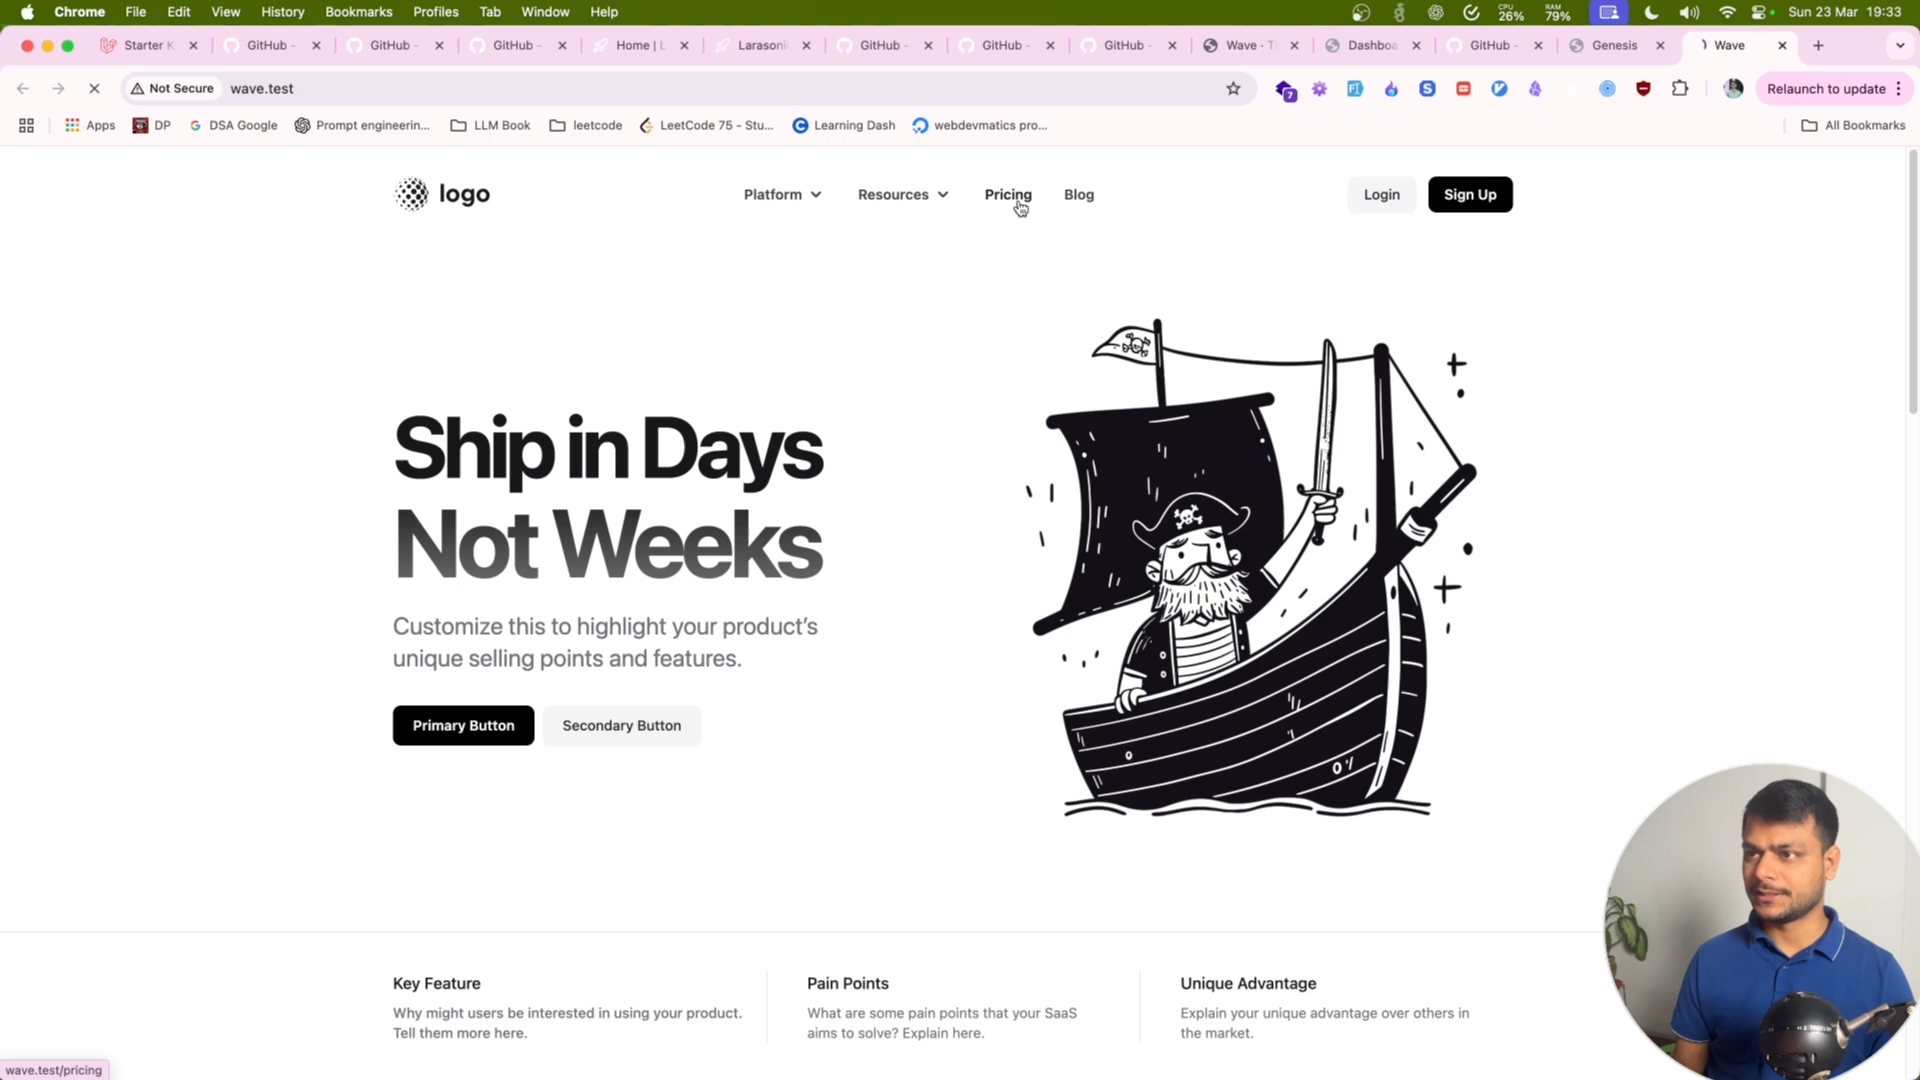 Chrome File Edit View History Bookmarks Profiles Tab Window Help
CPU 26% RAM 79% Sun 23 Mar 19:33
Starter K GitHub - GitHub - GitHub - Home | L Larasoni GitHub - GitHub - GitHub - Wave · T Dashboa GitHub - Genesis Wave
Not Secure wave.test
7
Relaunch to update
Apps DP DSA Google Prompt engineerin... LLM Book leetcode LeetCode 75 - Stu... Learning Dash webdevmatics pro... All Bookmarks
logo
Platform Resources Pricing Blog
Login Sign Up
Ship in Days
Not Weeks
Customize this to highlight your product's
unique selling points and features.
Primary Button Secondary Button
Key Feature
Why might users be interested in using your product.
Tell them more here.
Pain Points
What are some pain points that your SaaS
aims to solve? Explain here.
Unique Advantage
Explain your unique advantage over others in
the market.
wave.test/pricing